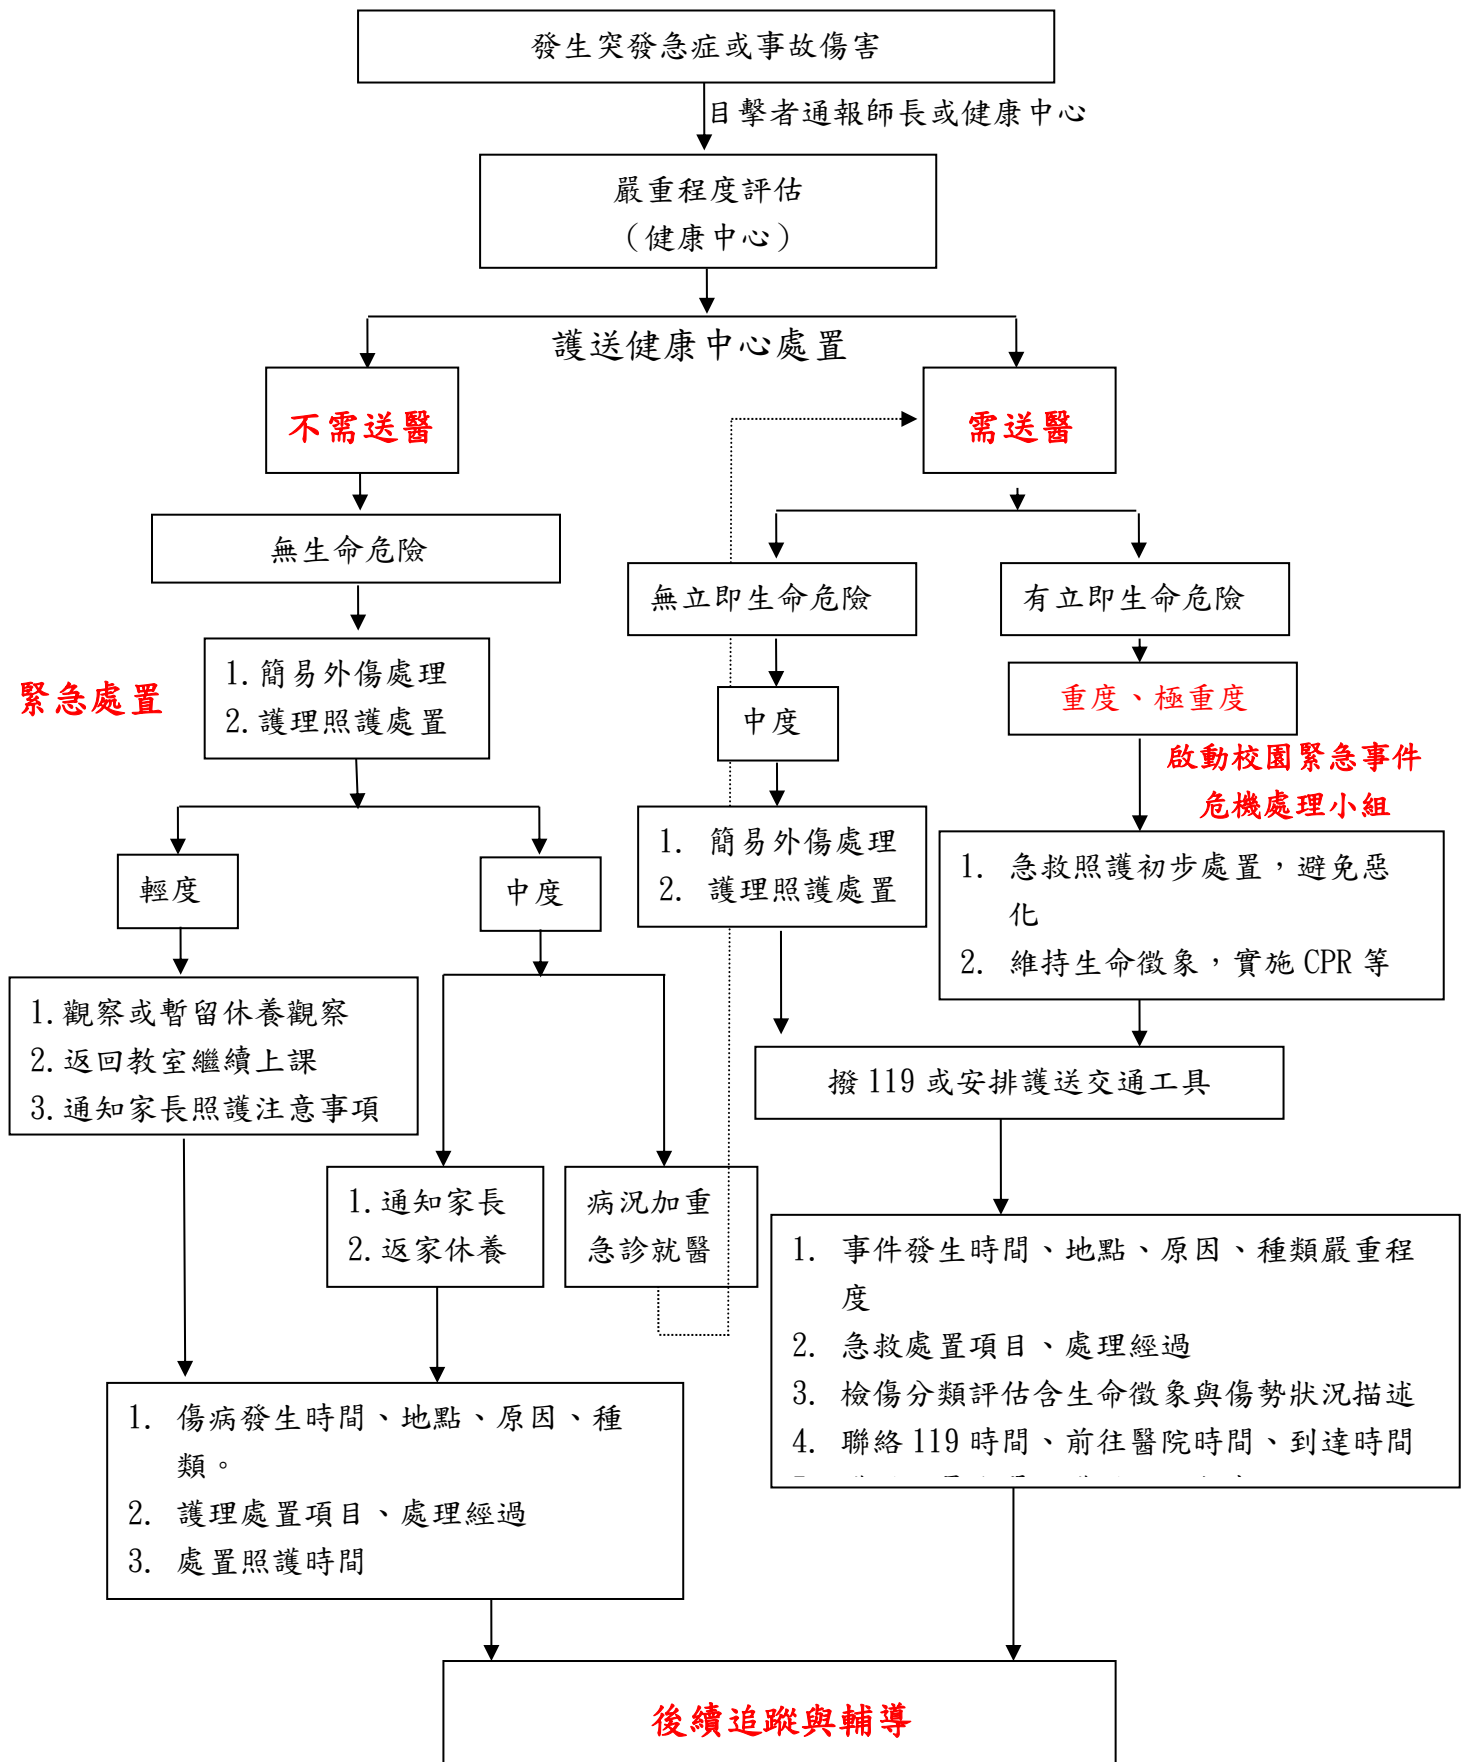 發生突發急症或事故傷害
目擊者通報師長或健康中心
嚴重程度評估
（健康中心）
護送健康中心處置
不需送醫
需送醫
無生命危險
無立即生命危險
有立即生命危險
緊急處置
1.簡易外傷處理
2.護理照護處置
中度
重度、極重度
啟動校園緊急事件
危機處理小組
輕度
中度
1. 簡易外傷處理
2. 護理照護處置
1. 急救照護初步處置，避免惡
化
2. 維持生命徵象，實施 CPR 等
1.觀察或暫留休養觀察
2.返回教室繼續上課
3.通知家長照護注意事項
撥 119 或安排護送交通工具
1.通知家長
2.返家休養
病況加重
急診就醫
1. 事件發生時間、地點、原因、種類嚴重程
度
2. 急救處置項目、處理經過
3. 檢傷分類評估含生命徵象與傷勢狀況描述
4. 聯絡 119 時間、前往醫院時間、到達時間
1. 傷病發生時間、地點、原因、種
類。
2. 護理處置項目、處理經過
3. 處置照護時間
後續追蹤與輔導